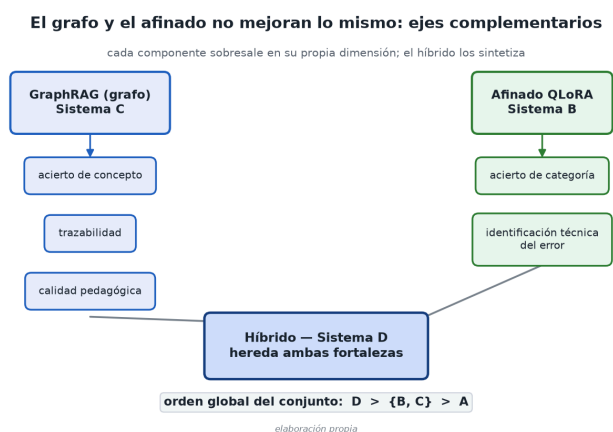 El grafo y el afinado no mejoran lo mismo: ejes complementarios
cada componente sobresale en su propia dimensión; el híbrido los sintetiza
GraphRAG (grafo)
Sistema C
Afinado QLoRA
Sistema B
acierto de concepto
acierto de categoría
trazabilidad
identificación técnica
del error
calidad pedagógica
Híbrido — Sistema D
hereda ambas fortalezas
orden global del conjunto: D > {B, C} > A
elaboración propia